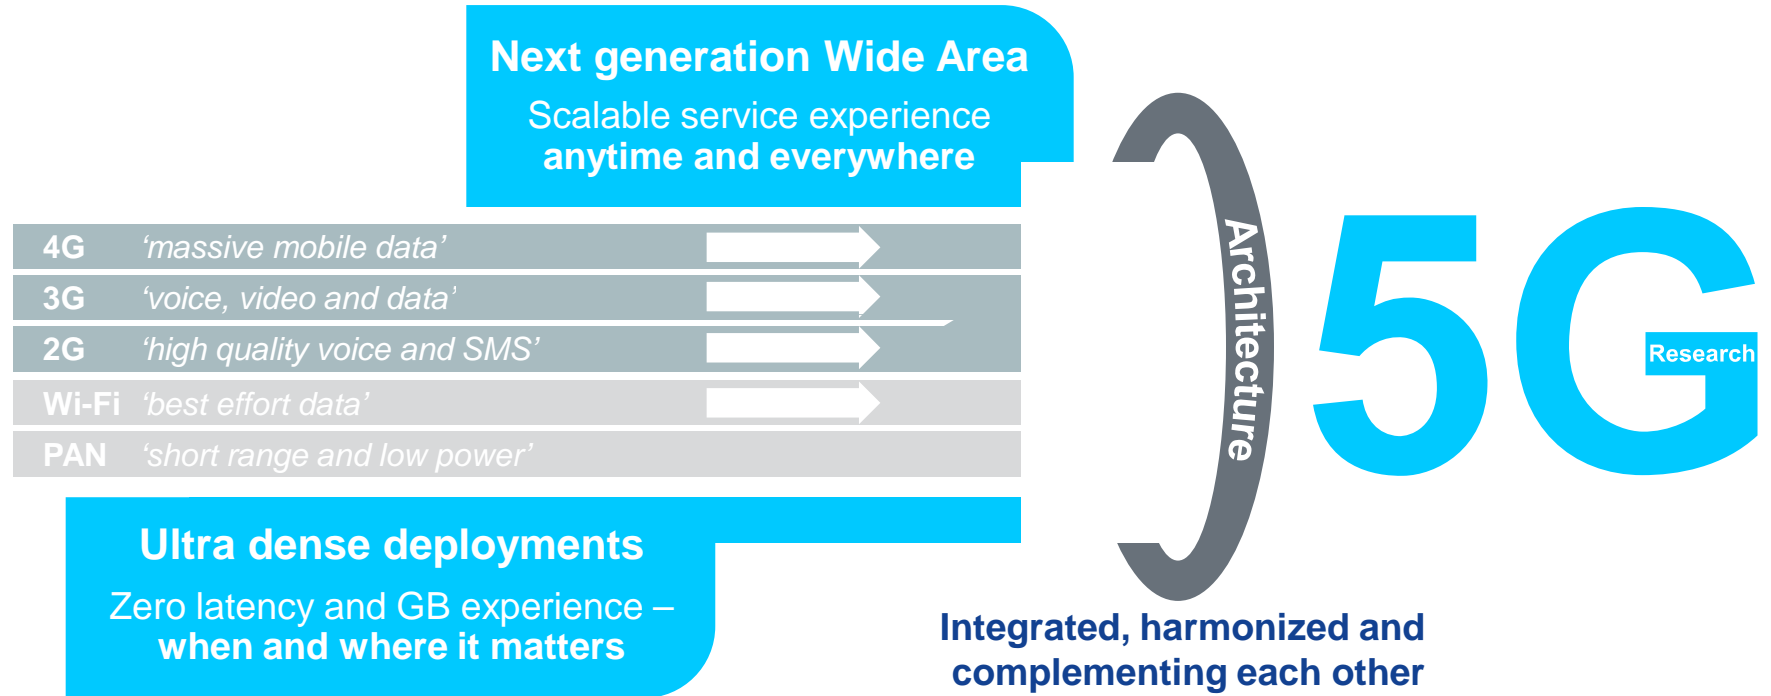 Next generation Wide Area
Scalable service experience
anytime and everywhere
4G ‘massive mobile data’
3G ‘voice, video and data’
2G ‘high quality voice and SMS’
Wi-Fi ‘best effort data’
PAN ‘short range and low power’
Ultra dense deployments
Zero latency and GB experience –
when and where it matters
Architecture
5G
Research
Integrated, harmonized and
complementing each other